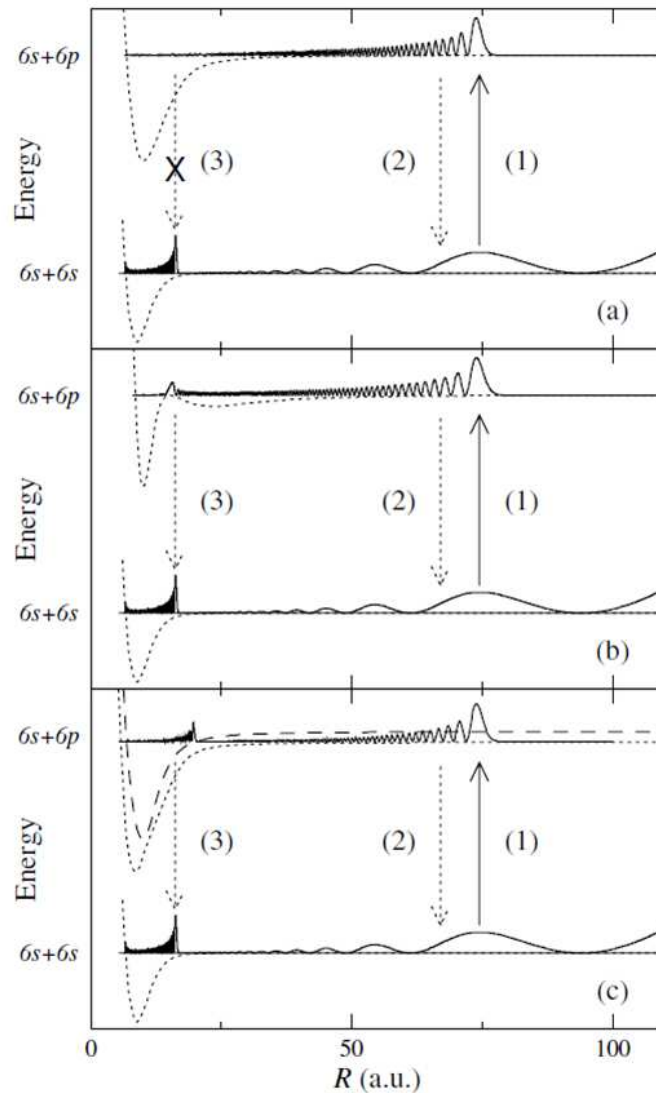 6s+6p
X (3) (2) (1)
Energy
6s+6s
(a)
6s+6p
(3) (2) (1)
Energy
6s+6s
(b)
6s+6p
(3) (2) (1)
Energy
6s+6s
(c)
0 50 100
R (a.u.)